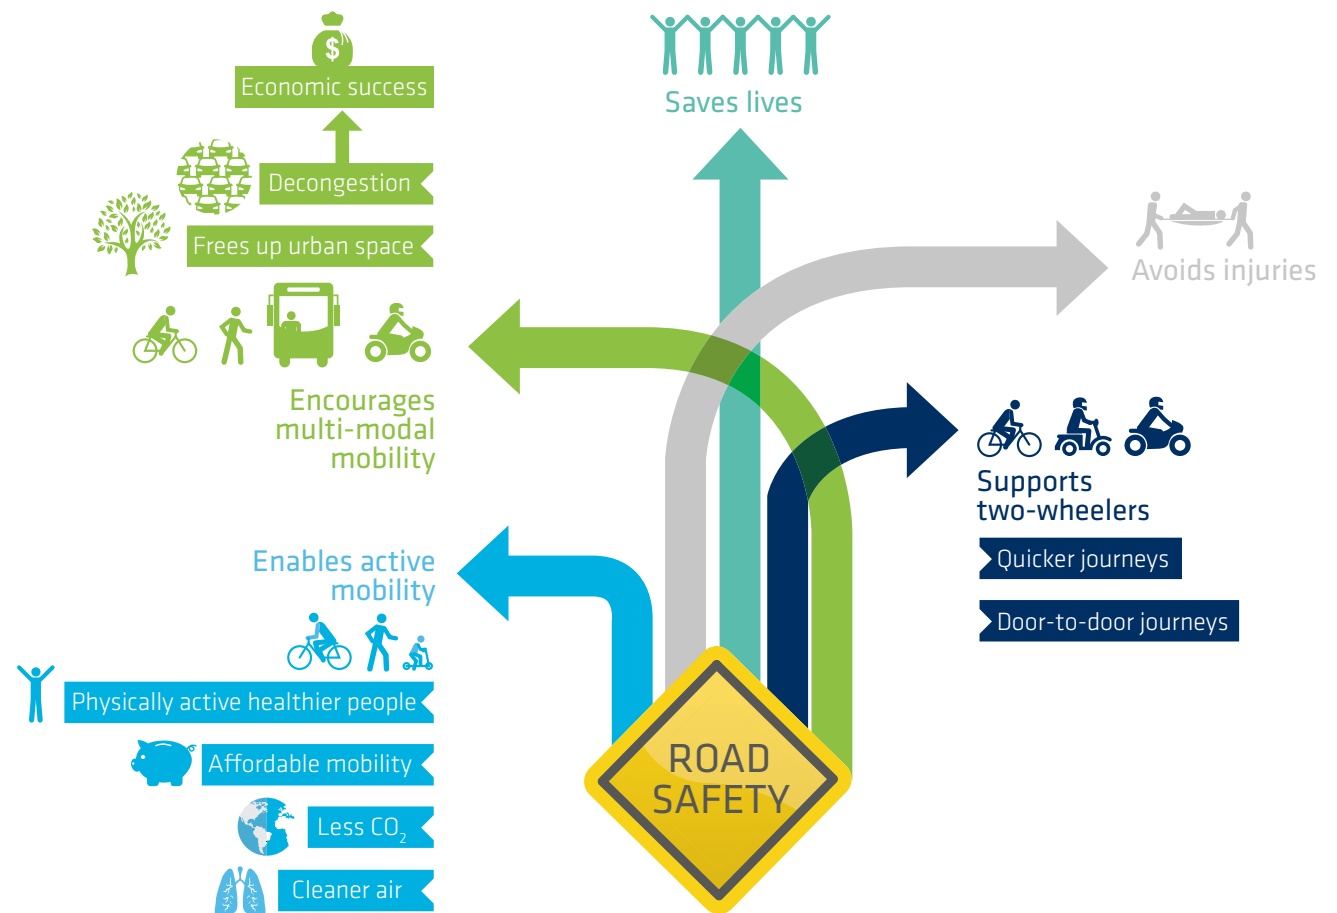 $
Economic success
Decongestion
Frees up urban space
Encourages
multi-modal
mobility
Enables active
mobility
Physically active healthier people
Affordable mobility
Less CO₂
Cleaner air
Saves lives
Avoids injuries
Supports
two-wheelers
Quicker journeys
Door-to-door journeys
ROAD
SAFETY